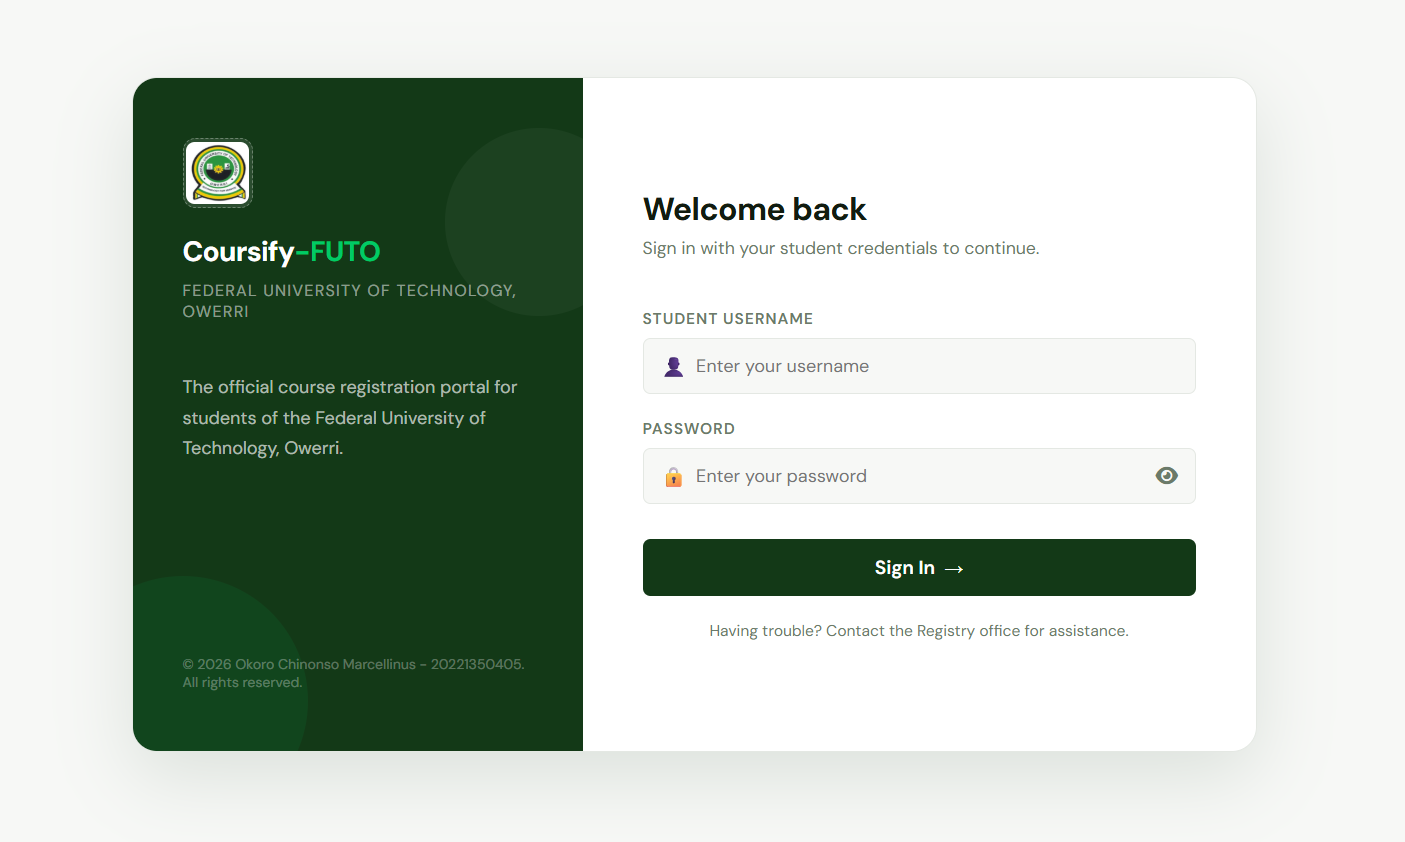 Coursify-FUTO
FEDERAL UNIVERSITY OF TECHNOLOGY,
OWERRI
The official course registration portal for
students of the Federal University of
Technology, Owerri.
© 2026 Okoro Chinonso Marcellinus - 20221350405.
All rights reserved.
Welcome back
Sign in with your student credentials to continue.
STUDENT USERNAME
Enter your username
PASSWORD
Enter your password
Sign In →
Having trouble? Contact the Registry office for assistance.